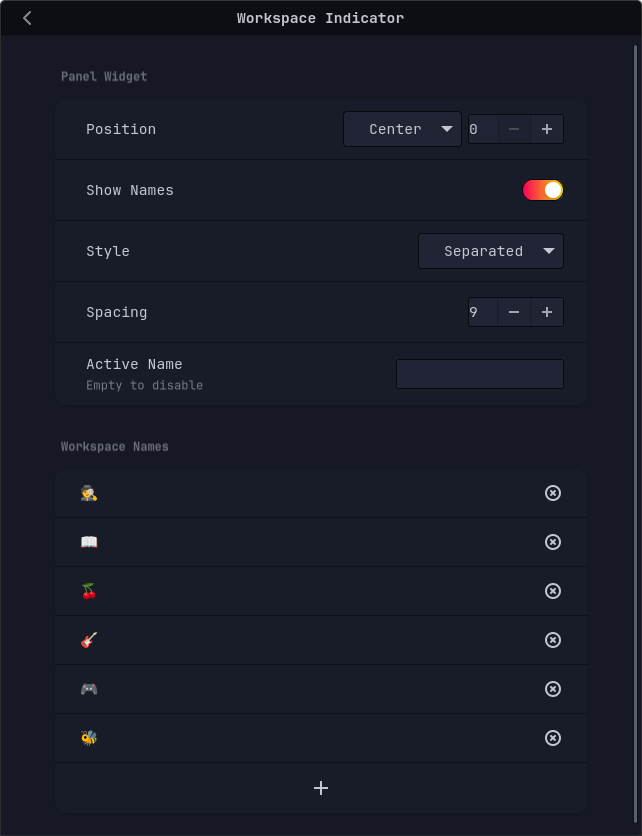 Workspace Indicator
Panel Widget
Position
Center
0
Show Names
Style
Separated
Spacing
9
Active Name
Empty to disable
Workspace Names